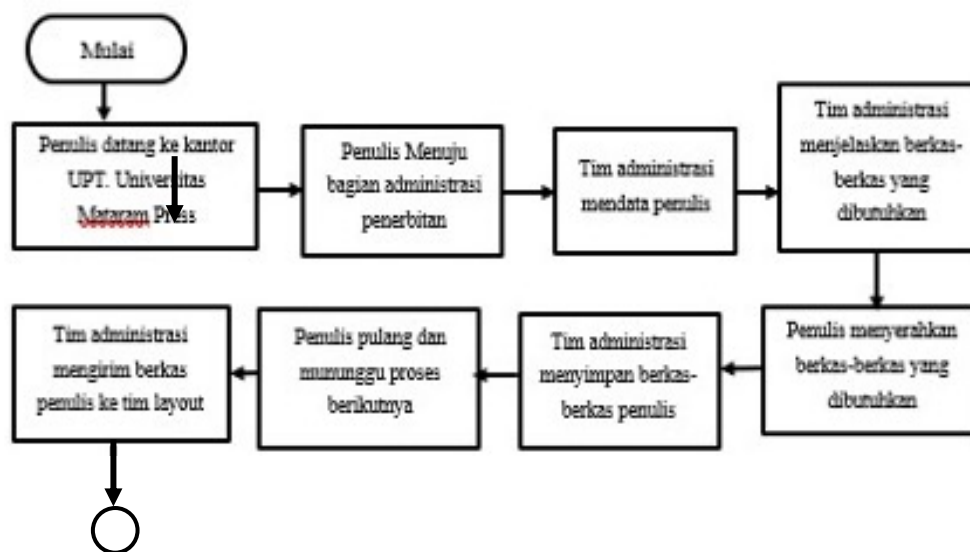 Mulai
Penulis datang ke kantor
UPT. Universitas
Mataram Press
Penulis Menuju
bagian administrasi
penerbitan
Tim administrasi
mendata penulis
Tim administrasi
menjelaskan berkas-
berkas yang
dibutuhkan
Penulis menyerahkan
berkas-berkas yang
dibutuhkan
Tim administrasi
menyimpan berkas-
berkas penulis
Penulis pulang dan
mununggu proses
berikutnya
Tim administrasi
mengirim berkas
penulis ke tim layout